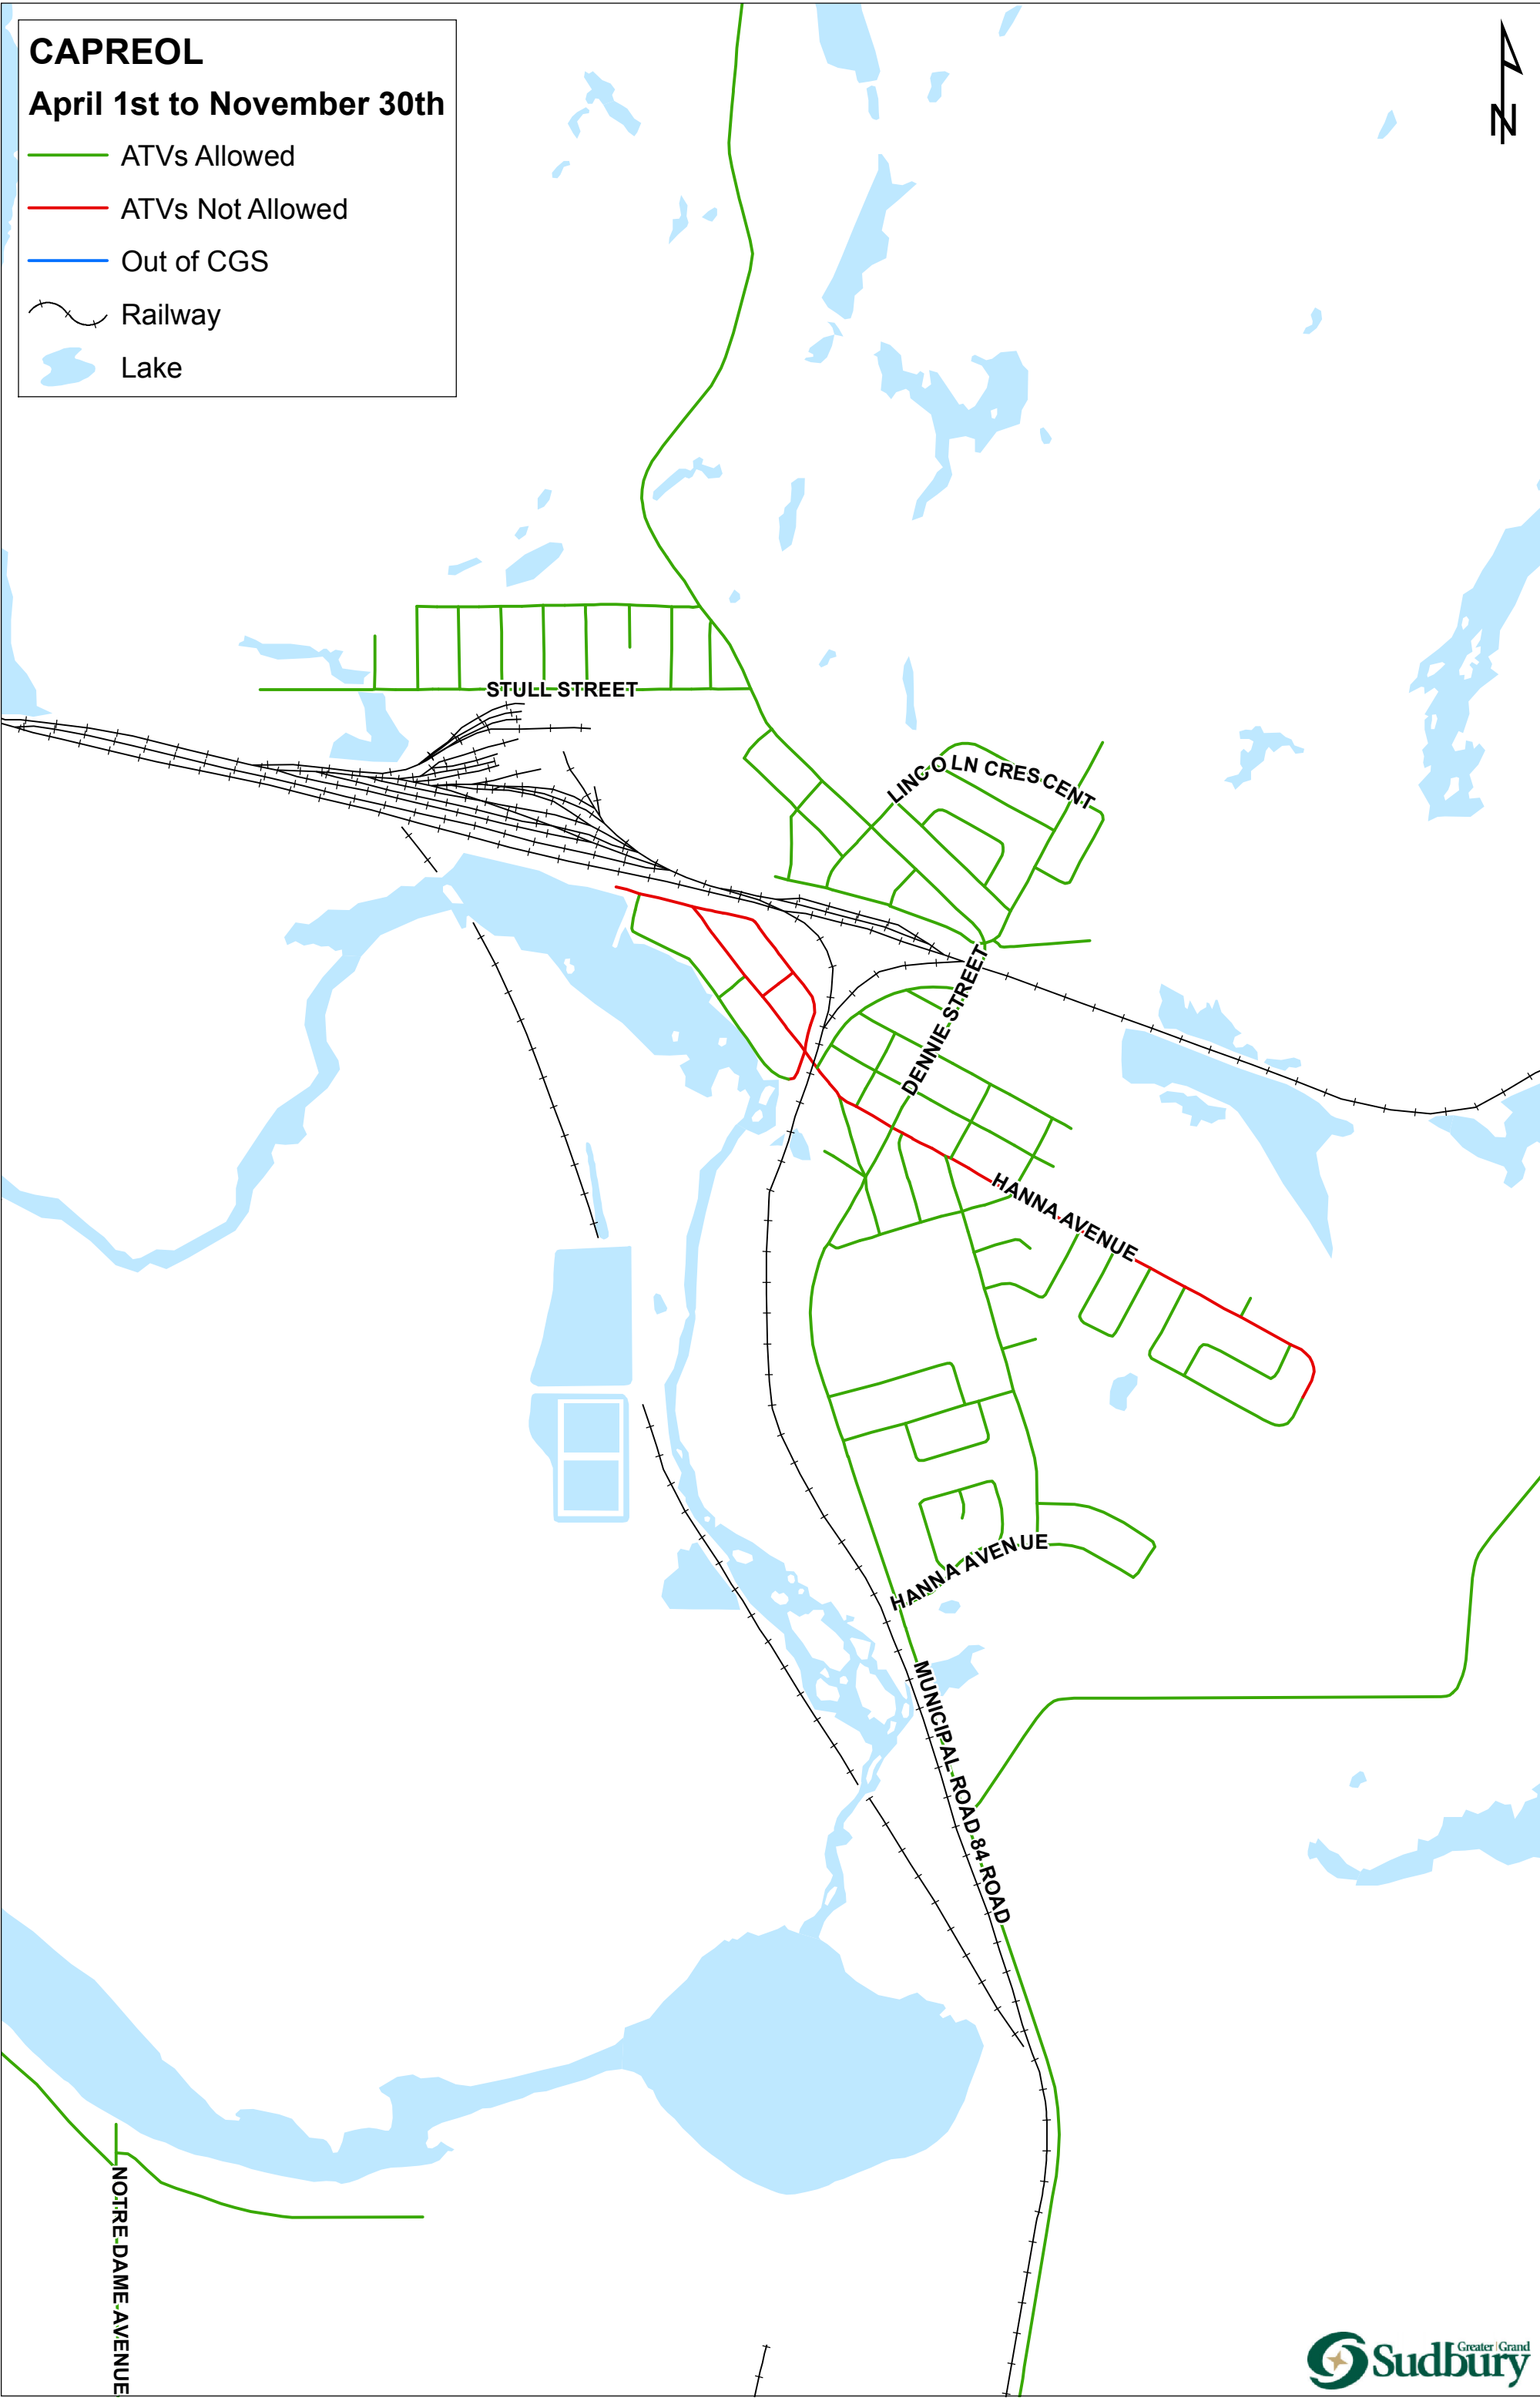 CAPREOL
April 1st to November 30th
ATVs Allowed
ATVs Not Allowed
Out of CGS
Railway
Lake
N
STULL STREET
LINCOLN CRESCENT
DENNIE STREET
HANNA AVENUE
HANNA AVENUE
MUNICIPAL ROAD 84 ROAD
NOTRE DAME AVENUE
Greater Grand
Sudbury